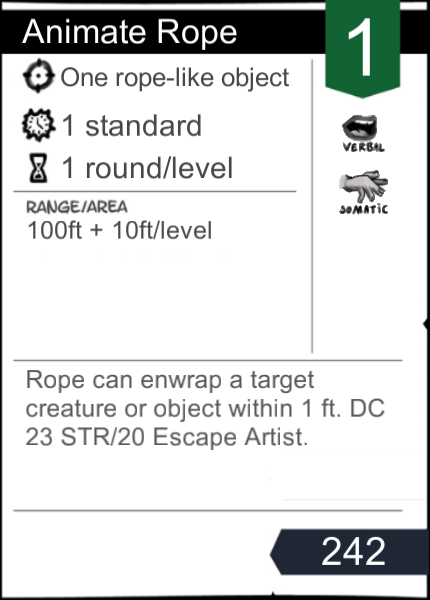 Animate Rope
1
One rope-like object
1 standard
1 round/level
VERBAL
SOMATIC
RANGE/AREA
100ft + 10ft/level
Rope can enwrap a target
creature or object within 1 ft. DC
23 STR/20 Escape Artist.
242